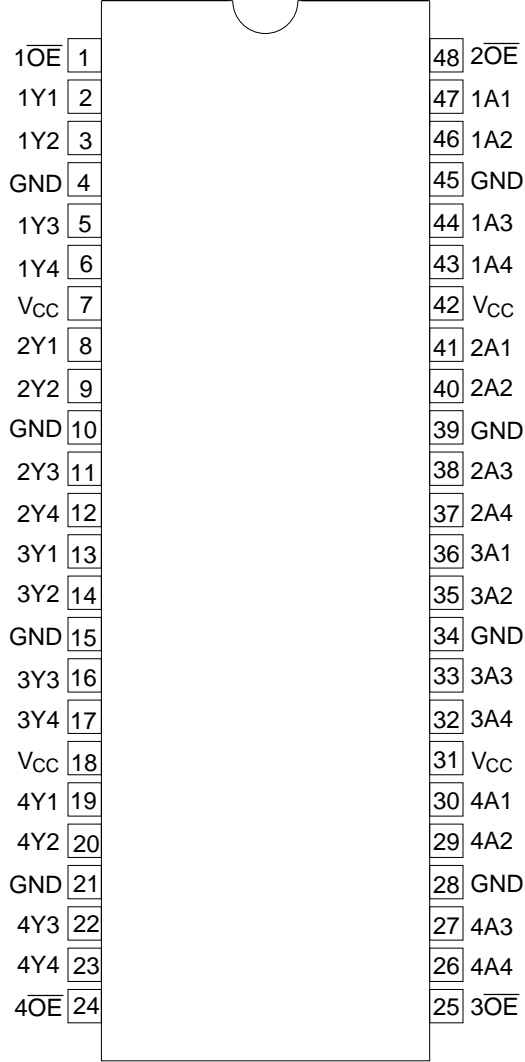 1O̅E̅ 1 48 2O̅E̅
1Y1 2 47 1A1
1Y2 3 46 1A2
GND 4 45 GND
1Y3 5 44 1A3
1Y4 6 43 1A4
VCC 7 42 VCC
2Y1 8 41 2A1
2Y2 9 40 2A2
GND 10 39 GND
2Y3 11 38 2A3
2Y4 12 37 2A4
3Y1 13 36 3A1
3Y2 14 35 3A2
GND 15 34 GND
3Y3 16 33 3A3
3Y4 17 32 3A4
VCC 18 31 VCC
4Y1 19 30 4A1
4Y2 20 29 4A2
GND 21 28 GND
4Y3 22 27 4A3
4Y4 23 26 4A4
4O̅E̅ 24 25 3O̅E̅